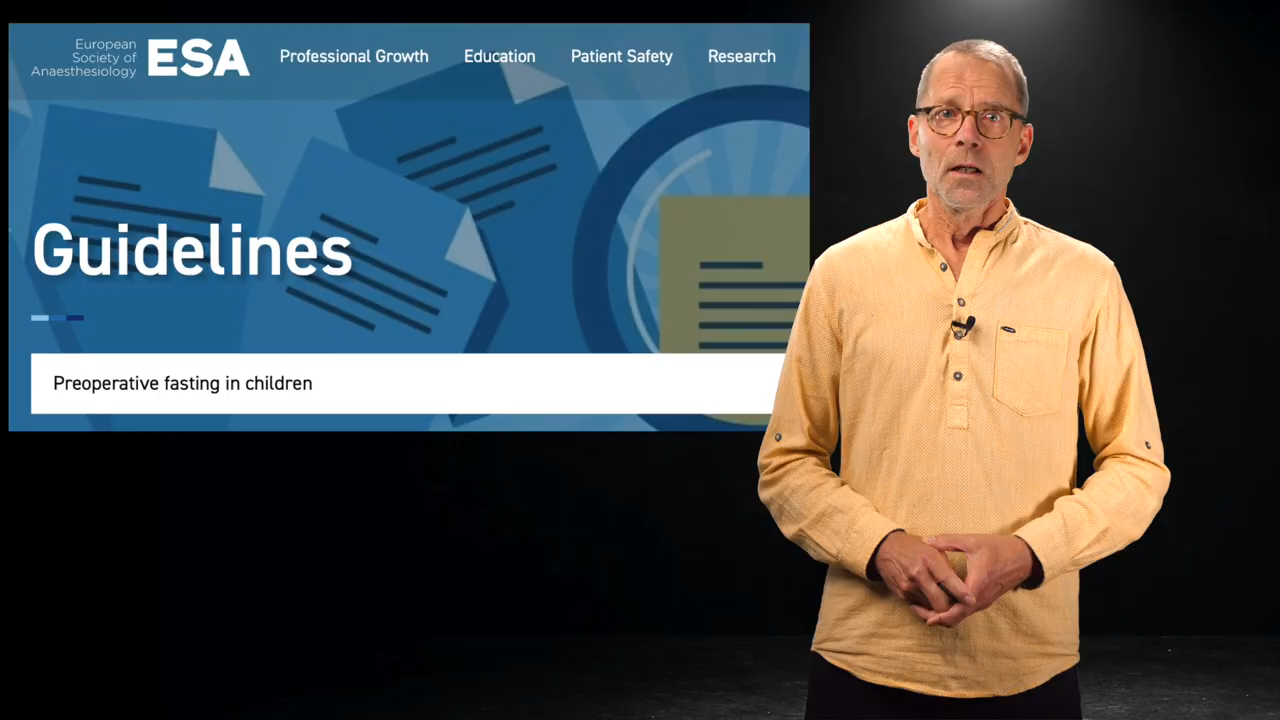 European
Society of
Anaesthesiology
ESA
Professional Growth
Education
Patient Safety
Research
Guidelines
Preoperative fasting in children